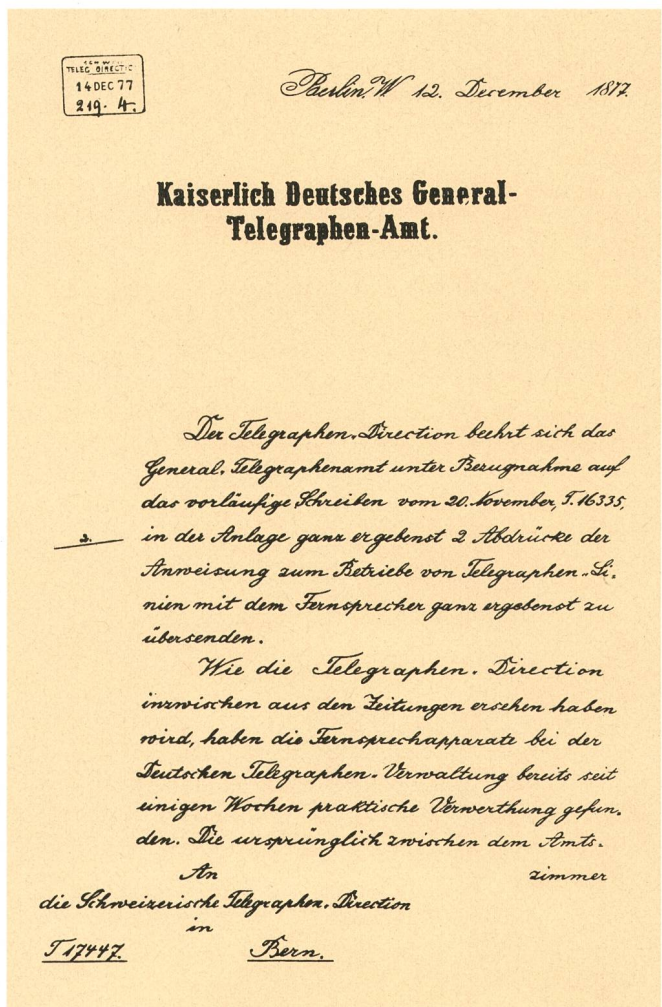 SCHW
TELEG DIRECTIO
14 DEC 77
219. 4.
Berlin, W 12. December 1877.
Kaiserlich Deutsches General-
Telegraphen-Amt.
Der Telegraphen-Direction beehrt sich das
General-Telegraphenamt unter Bezugnahme auf
das vorläufige Schreiben vom 20. November, T. 16335,
2.
in der Anlage ganz ergebenst 2 Abdrücke der
Anweisung zum Betriebe von Telegraphen-Li-
nien mit dem Fernsprecher ganz ergebenst zu
übersenden.
Wie die Telegraphen-Direction
inzwischen aus den Zeitungen ersehen haben
wird, haben die Fernsprechapparate bei der
Deutschen Telegraphen-Verwaltung bereits seit
einigen Wochen praktische Verwerthung gefun-
den. Die ursprünglich zwischen dem Amts-
zimmer
An
die Schweizerische Telegraphen-Direction
in
T 17447. Bern.